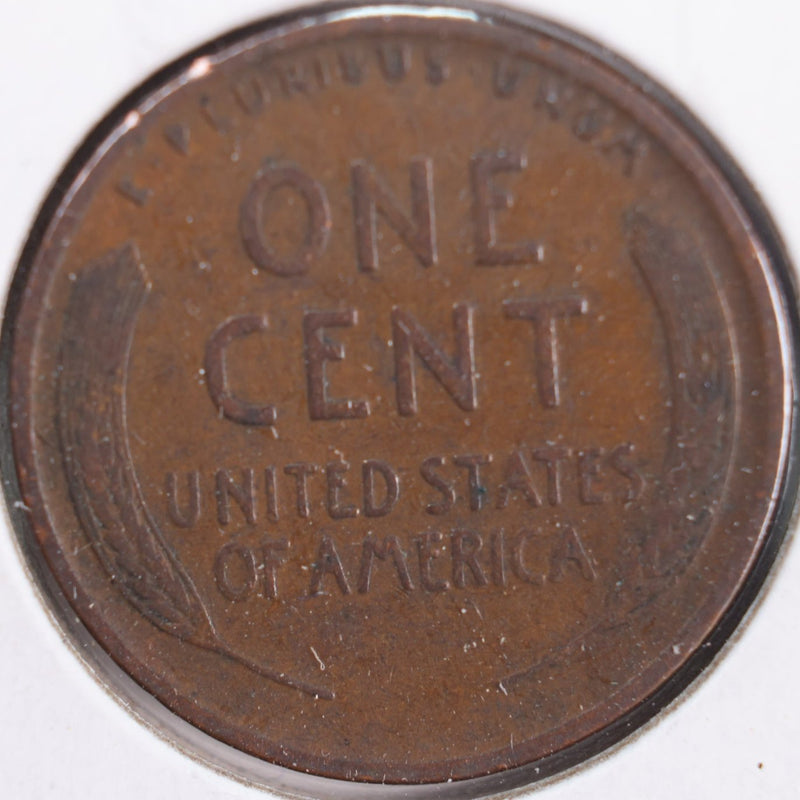 E·PLURIBUS·UNUM
ONE
CENT
UNITED STATES
OF AMERICA